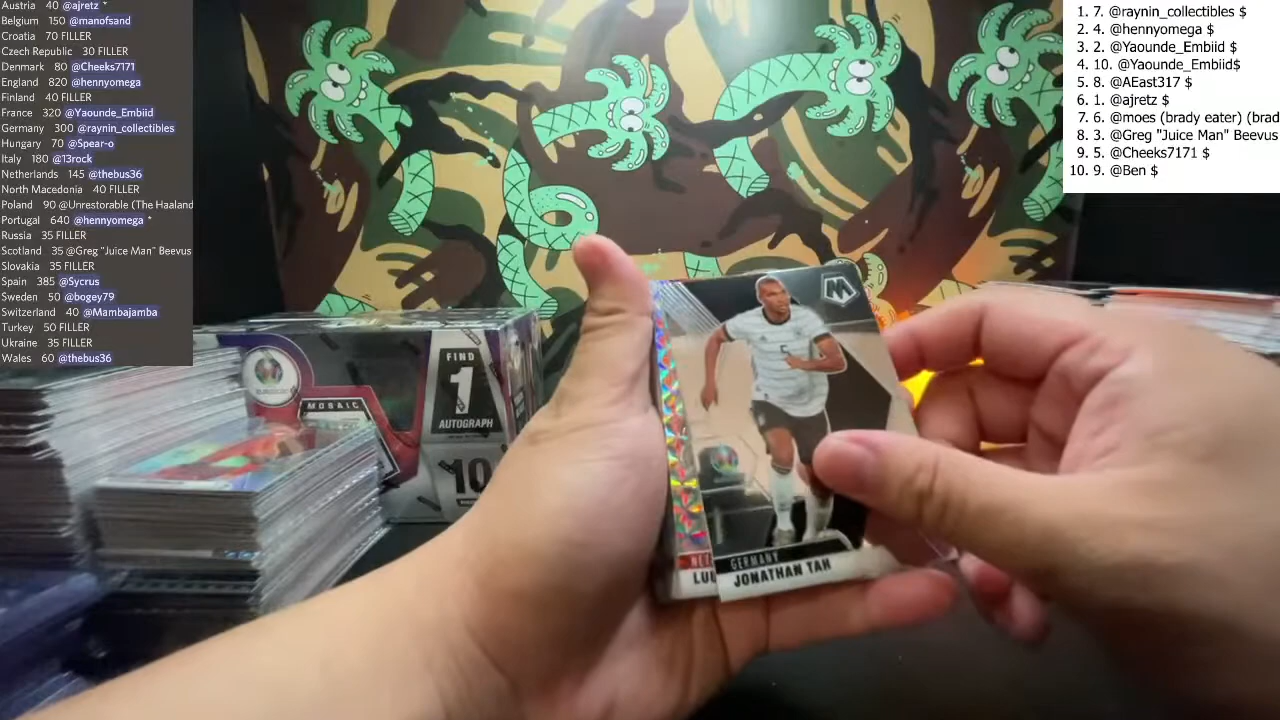 Austria 40 @ajretz *
Belgium 150 @manofsand
Croatia 70 FILLER
Czech Republic 30 FILLER
Denmark 80 @Cheeks7171
England 820 @hennyomega
Finland 40 FILLER
France 320 @Yaounde_Embiid
Germany 300 @raynin_collectibles
Hungary 70 @Spear-o
Italy 180 @13rock
Netherlands 145 @thebus36
North Macedonia 40 FILLER
Poland 90 @Unrestorable (The Haaland
Portugal 640 @hennyomega *
Russia 35 FILLER
Scotland 35 @Greg "Juice Man" Beevus
Slovakia 35 FILLER
Spain 385 @Sycrus
Sweden 50 @bogey79
Switzerland 45 @Mambajamba
Turkey 50 FILLER
Ukraine 35 FILLER
Wales 60 @thebus36
1. 7. @raynin_collectibles $
2. 4. @hennyomega $
3. 2. @Yaounde_Embiid $
4. 10. @Yaounde_Embiid$
5. 8. @AEast317 $
6. 1. @ajretz $
7. 6. @moes (brady eater) (brad
8. 3. @Greg "Juice Man" Beevus
9. 5. @Cheeks7171 $
10. 9. @Ben $
FIND
1
AUTOGRAPH
MOSAIC
10
M
5
GERMANY
JONATHAN TAH
NET